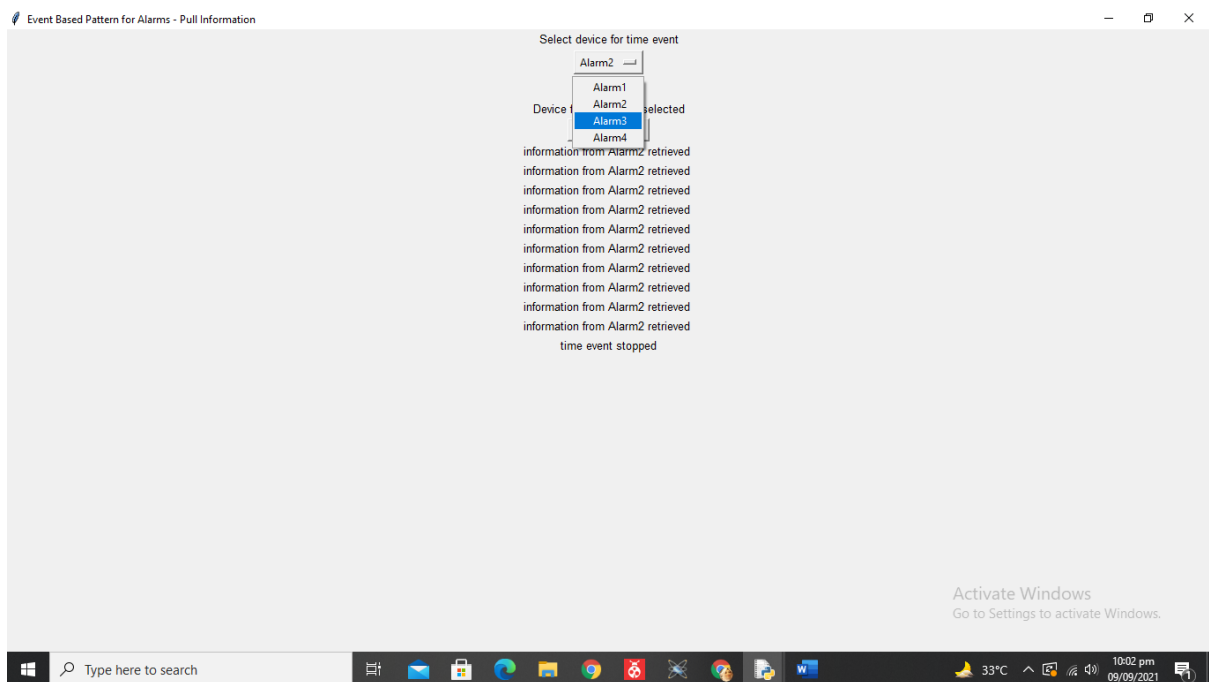 Event Based Pattern for Alarms - Pull Information
Select device for time event
Alarm2
Alarm1
Alarm2
Device selected
Alarm3
Alarm4
information from Alarm2 retrieved
information from Alarm2 retrieved
information from Alarm2 retrieved
information from Alarm2 retrieved
information from Alarm2 retrieved
information from Alarm2 retrieved
information from Alarm2 retrieved
information from Alarm2 retrieved
information from Alarm2 retrieved
information from Alarm2 retrieved
time event stopped
Activate Windows
Go to Settings to activate Windows.
Type here to search
W
33°C
10:02 pm
09/09/2021
1